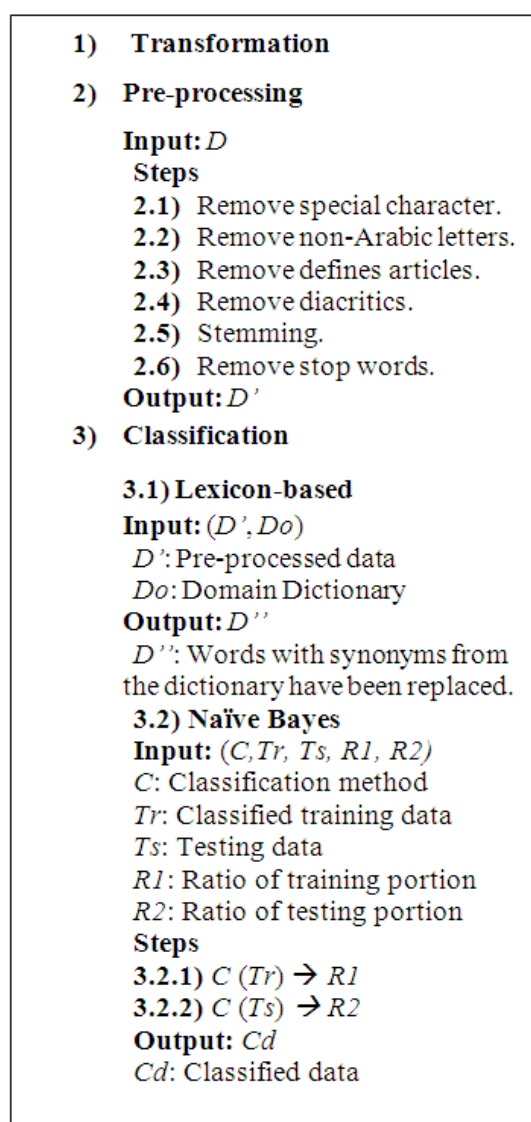 1) Transformation
2) Pre-processing
Input: D
Steps
2.1) Remove special character.
2.2) Remove non-Arabic letters.
2.3) Remove defines articles.
2.4) Remove diacritics.
2.5) Stemming.
2.6) Remove stop words.
Output: D’
3) Classification
3.1) Lexicon-based
Input: (D’, Do)
D’: Pre-processed data
Do: Domain Dictionary
Output: D’’
D’’: Words with synonyms from
the dictionary have been replaced.
3.2) Naïve Bayes
Input: (C,Tr, Ts, R1, R2)
C: Classification method
Tr: Classified training data
Ts: Testing data
R1: Ratio of training portion
R2: Ratio of testing portion
Steps
3.2.1) C (Tr) → R1
3.2.2) C (Ts) → R2
Output: Cd
Cd: Classified data